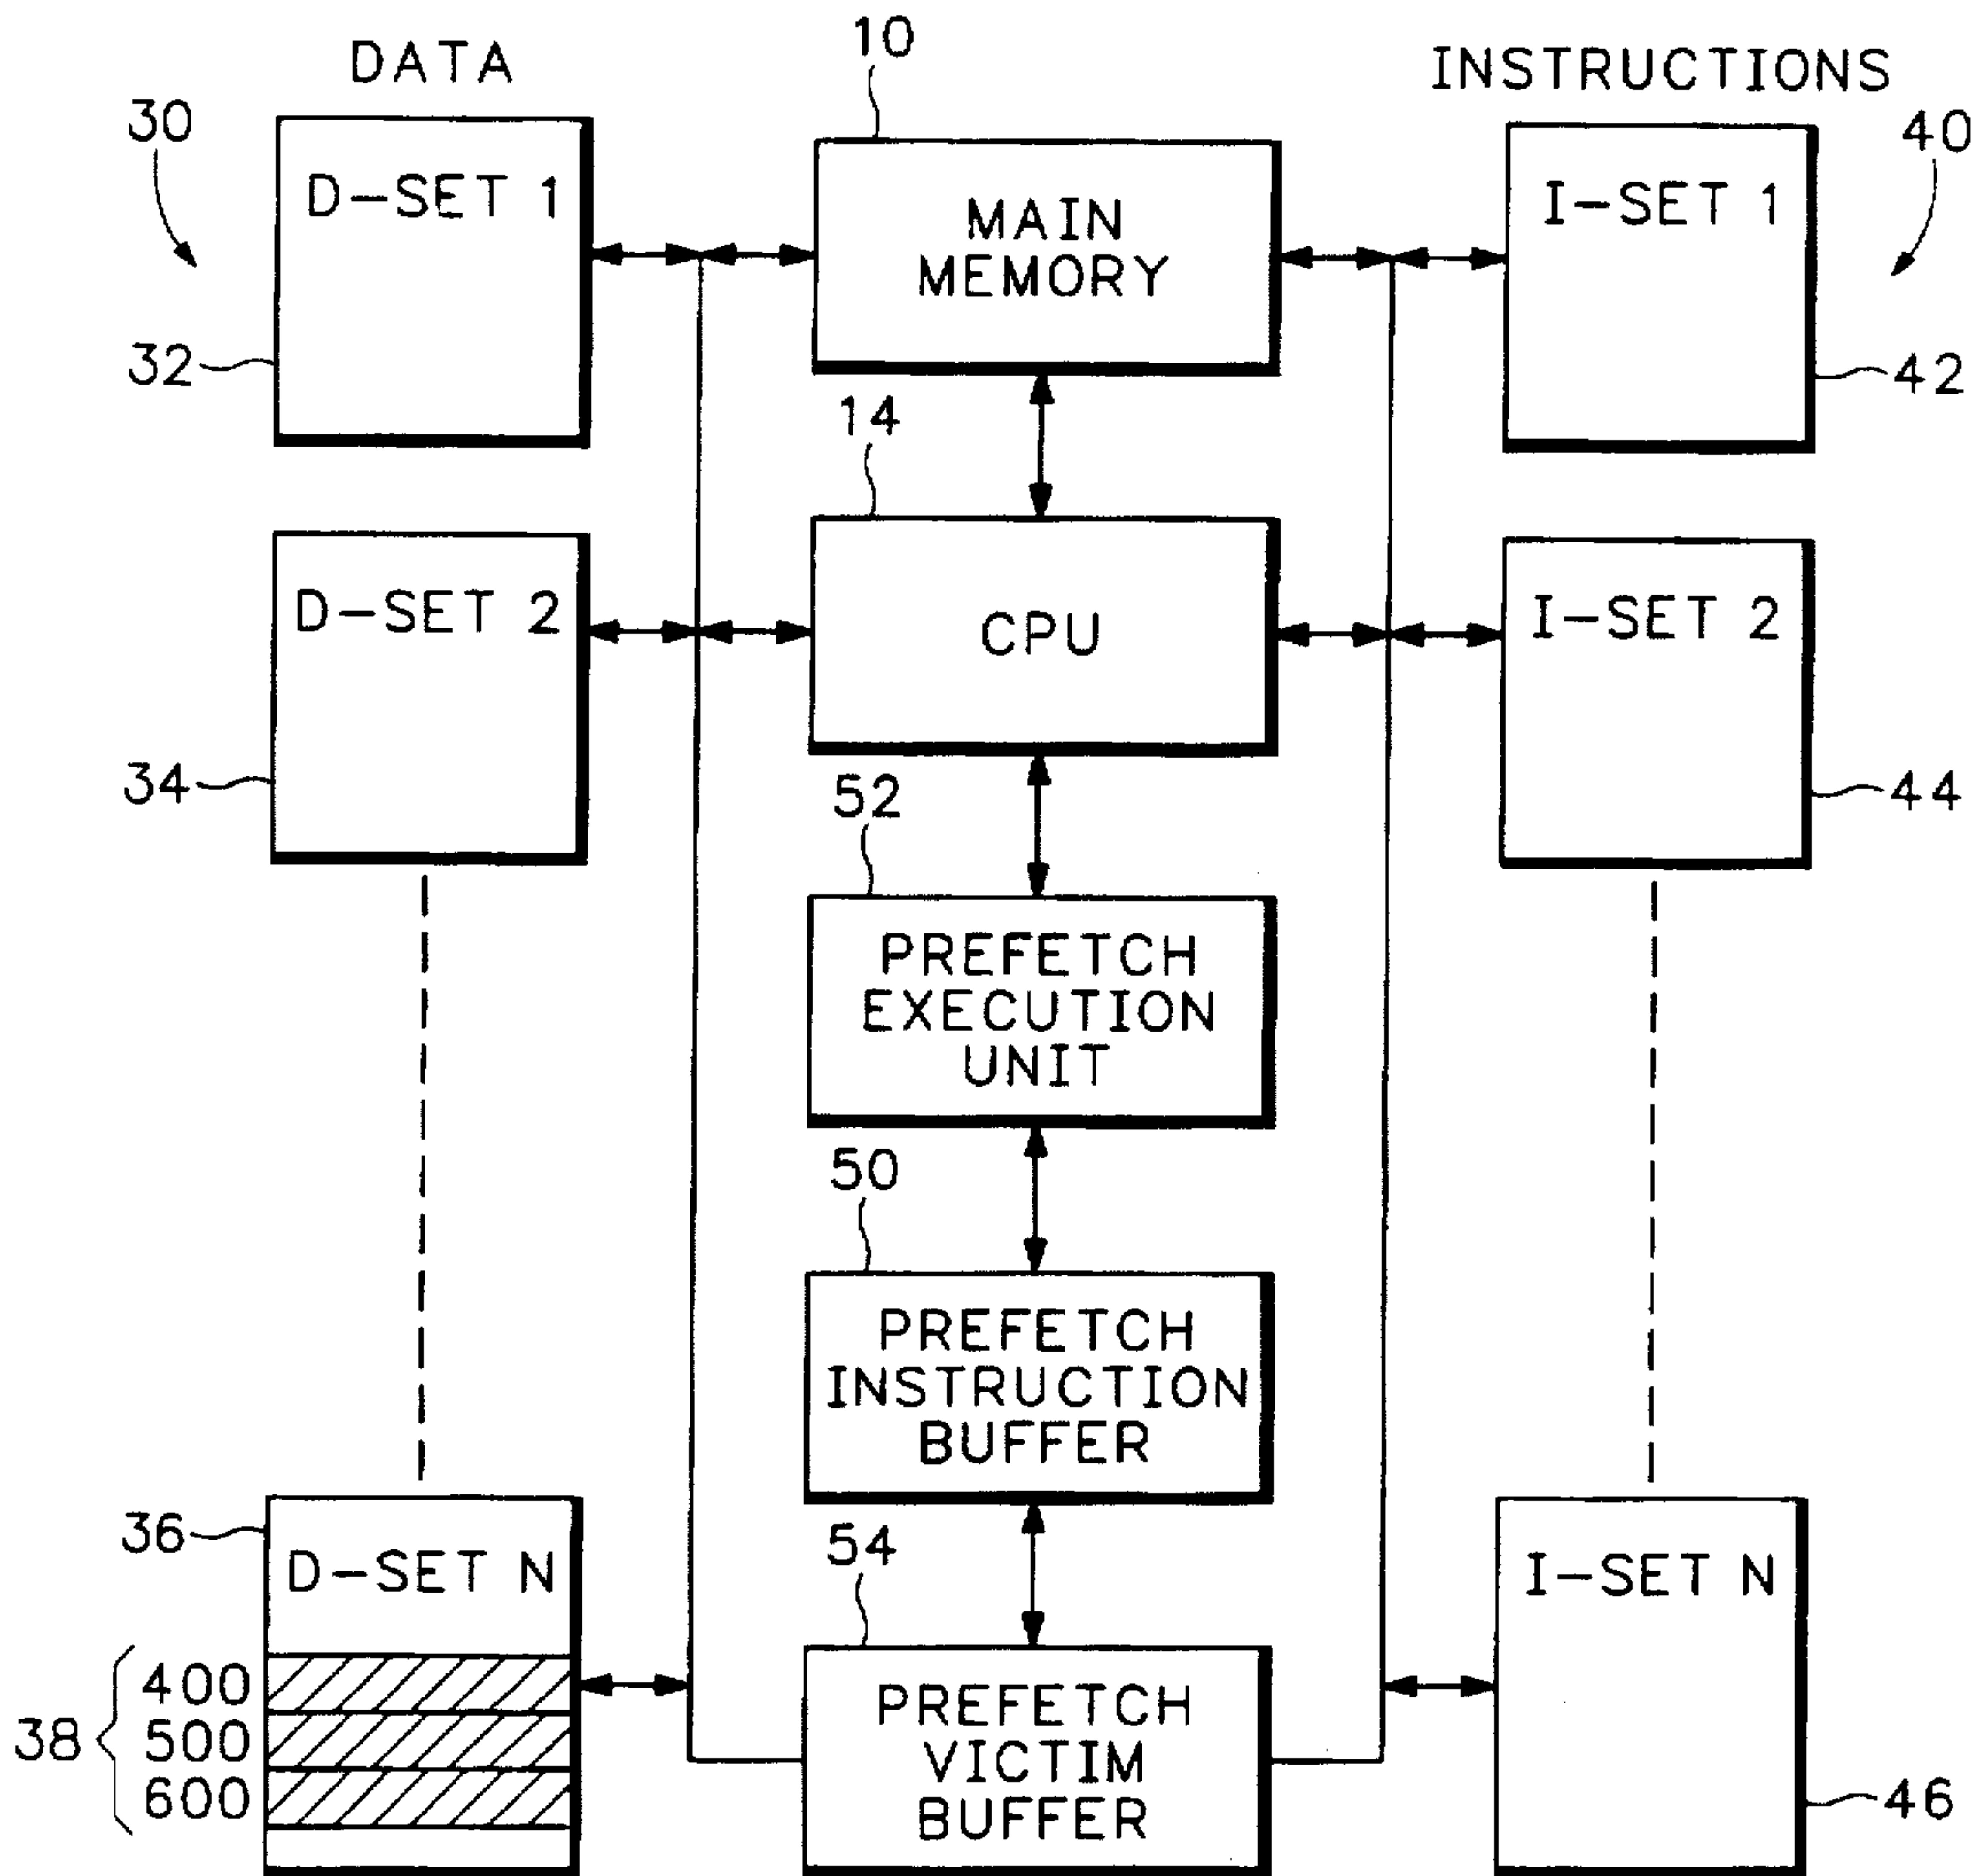 DATA
10
INSTRUCTIONS
30
40
D-SET 1
MAIN
MEMORY
I-SET 1
32
42
14
D-SET 2
CPU
I-SET 2
34
44
52
PREFETCH
EXECUTION
UNIT
50
PREFETCH
INSTRUCTION
BUFFER
36
54
D-SET N
I-SET N
38
400
500
600
PREFETCH
VICTIM
BUFFER
46